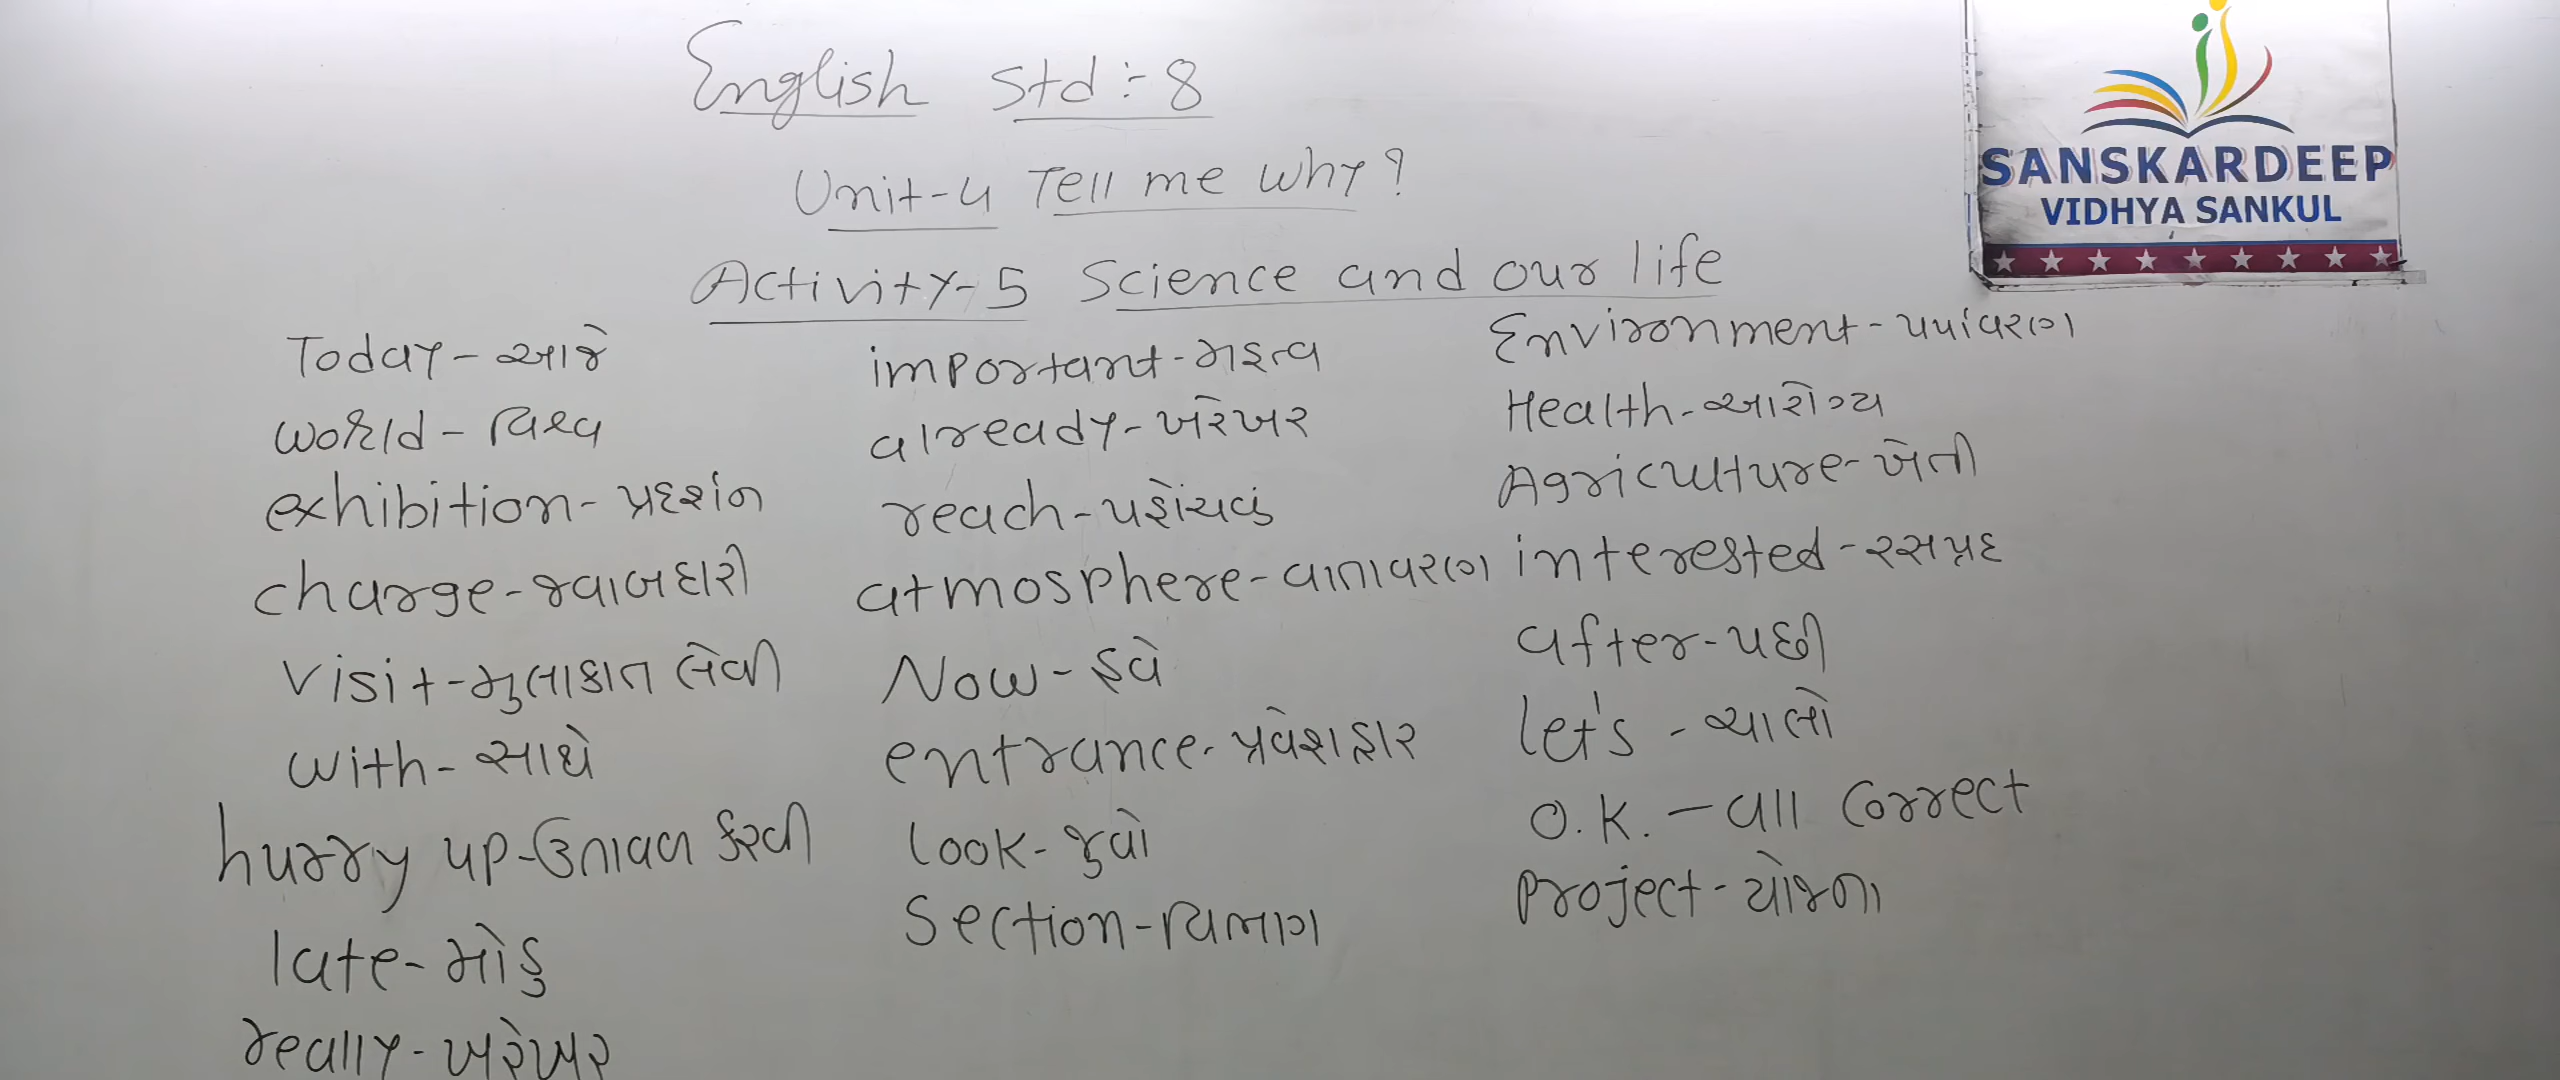 English Std :- 8
Unit-4 Tell me why?
Activity-5 Science and our life
SANSKARDEEP
VIDHYA SANKUL
Today - આજે
world - વિશ્વ
exhibition - પ્રદર્શન
charge - જવાબદારી
visit - મુલાકાત લેવી
with - સાથે
hurry up - ઉતાવળ કરવી
late - મોડુ
really - ખરેખર
important - મહત્વ
already - ખરેખર
reach - પહોંચવું
atmosphere - વાતાવરણ
Now - હવે
entrance - પ્રવેશદ્વાર
look - જુવો
Section - વિભાગ
Environment - પર્યાવરણ
Health - આરોગ્ય
Agriculture - ખેતી
interested - રસપ્રદ
after - પછી
let's - ચાલો
O.K. - all correct
Project - યોજના